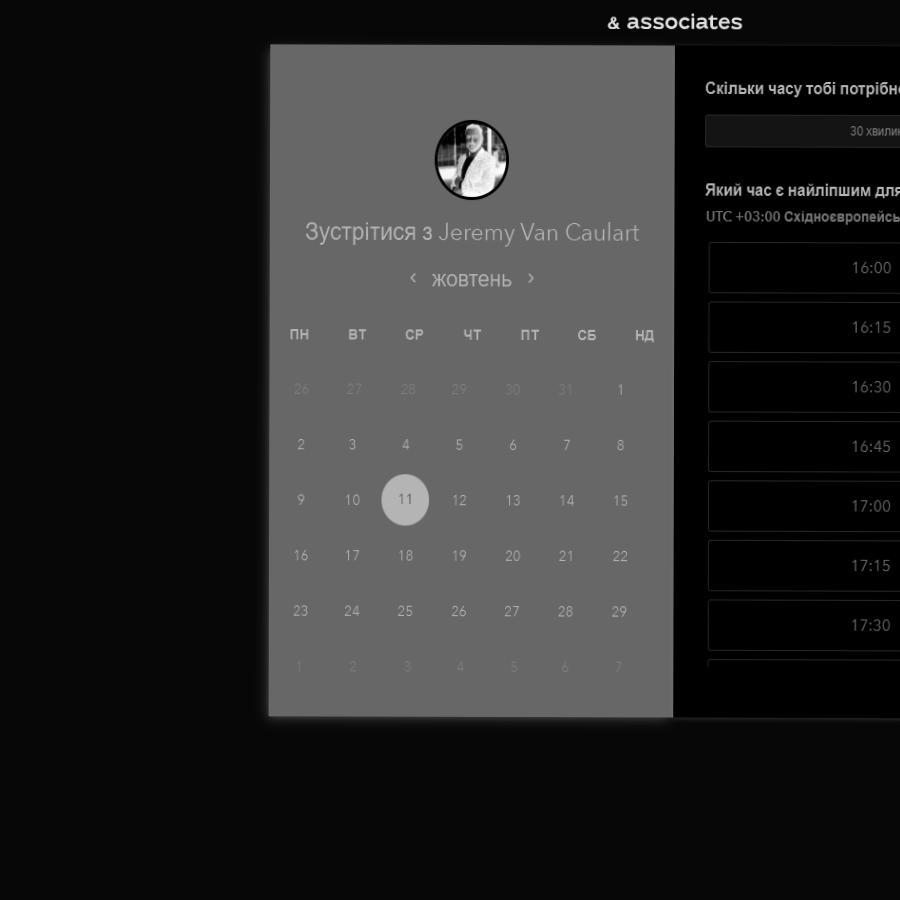 & associates
Зустрітися з Jeremy Van Caulart
‹ жовтень ›
ПН ВТ СР ЧТ ПТ СБ НД
26 27 28 29 30 31 1
2 3 4 5 6 7 8
9 10 11 12 13 14 15
16 17 18 19 20 21 22
23 24 25 26 27 28 29
1 2 3 4 5 6 7
Скільки часу тобі
30
Який час є найліпшим для
UTC +03:00
16:00
16:15
16:30
16:45
17:00
17:15
17:30